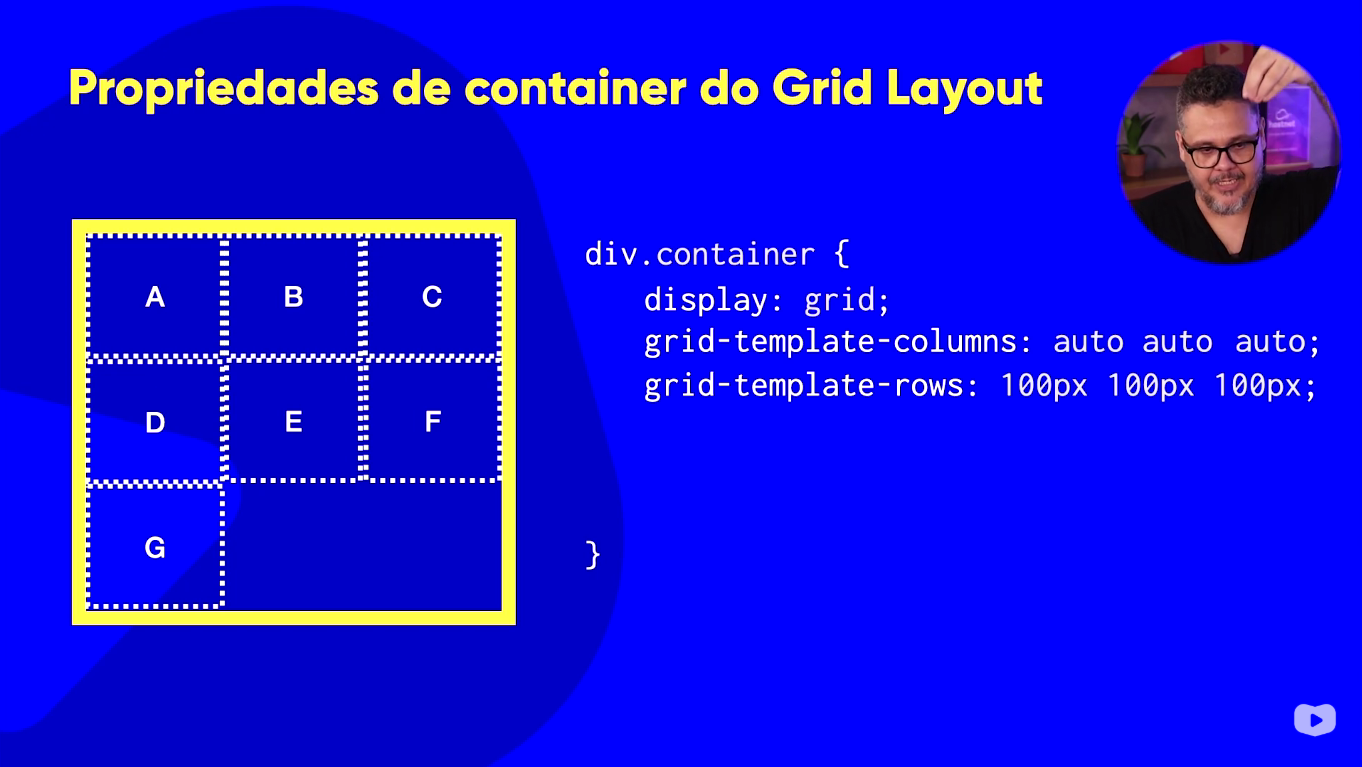 Propriedades de container do Grid Layout
A B C
D E F
G
div.container {
display: grid;
grid-template-columns: auto auto auto;
grid-template-rows: 100px 100px 100px;
}